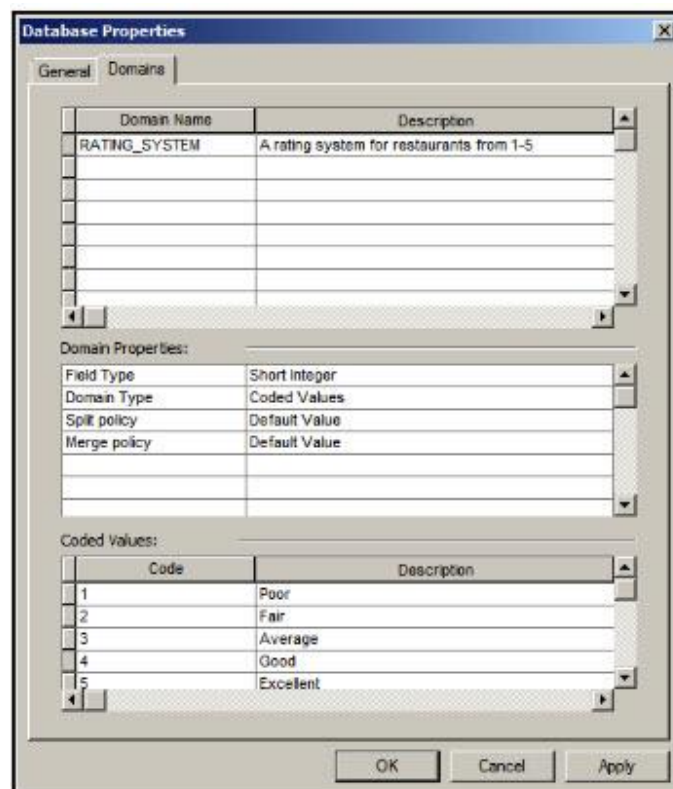 Database Properties
General Domains
Domain Name Description
RATING_SYSTEM A rating system for restaurants from 1-5
Domain Properties:
Field Type Short Integer
Domain Type Coded Values
Split policy Default Value
Merge policy Default Value
Coded Values:
Code Description
1 Poor
2 Fair
3 Average
4 Good
5 Excellent
OK Cancel Apply